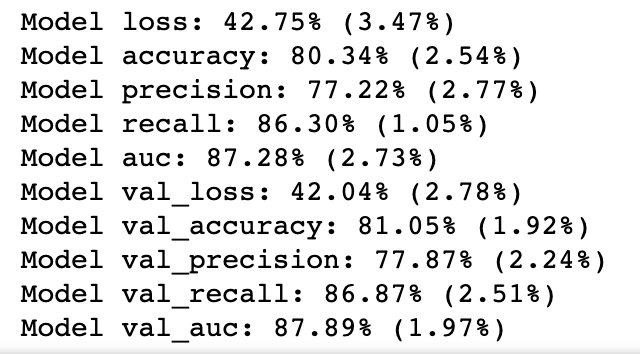 Model loss: 42.75% (3.47%)
Model accuracy: 80.34% (2.54%)
Model precision: 77.22% (2.77%)
Model recall: 86.30% (1.05%)
Model auc: 87.28% (2.73%)
Model val_loss: 42.04% (2.78%)
Model val_accuracy: 81.05% (1.92%)
Model val_precision: 77.87% (2.24%)
Model val_recall: 86.87% (2.51%)
Model val_auc: 87.89% (1.97%)